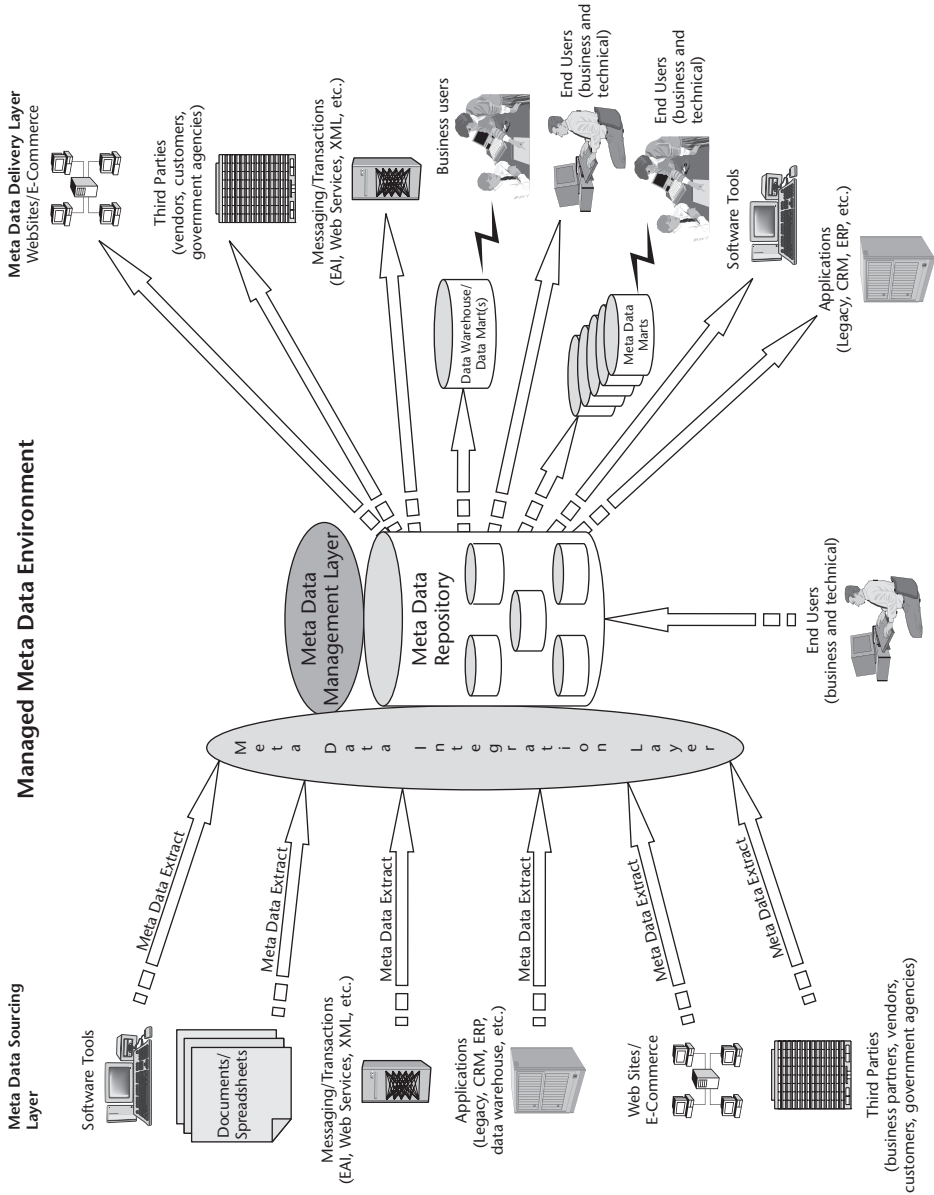 Managed Meta Data Environment
Meta Data Sourcing
Layer
Software Tools
Documents/
Spreadsheets
Messaging/Transactions
(EAI, Web Services, XML, etc.)
Applications
(Legacy, CRM, ERP,
data warehouse, etc.)
Web Sites/
E-Commerce
Third Parties
(business partners, vendors,
customers, government agencies)
Meta Data Extract
Meta Data Extract
Meta Data Extract
Meta Data Extract
Meta Data Extract
Meta Data Extract
Meta Data Integration Layer
Meta Data
Management Layer
Meta Data
Repository
End Users
(business and technical)
Meta Data Delivery Layer
WebSites/E-Commerce
Third Parties
(vendors, customers,
government agencies)
Messaging/Transactions
(EAI, Web Services, XML, etc.)
Data Warehouse/
Data Mart(s)
Business users
End Users
(business and
technical)
Meta Data
Marts
End Users
(business and
technical)
Software Tools
Applications
(Legacy, CRM, ERP, etc.)